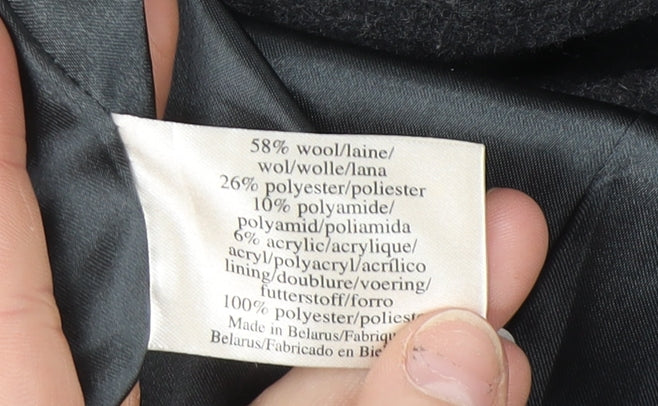 58% wool/laine/
wol/wolle/lana
26% polyester/poliester
10% polyamide/
polyamid/poliamida
6% acrylic/acrylique/
acryl/polyacryl/acrílico
lining/doublure/voering/
futterstoff/forro
100% polyester/poliest
Made in Belarus/Fabriqu
Belarus/Fabricado en Bie